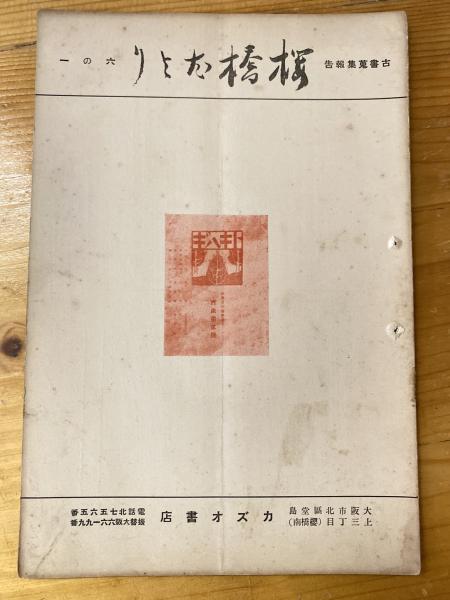 古書蒐集報告
桜橋だより
六の一
大阪市北區堂島
上三丁目(櫻橋南)
カズオ書店
電話北七五六五番
振替大阪六六一九九番